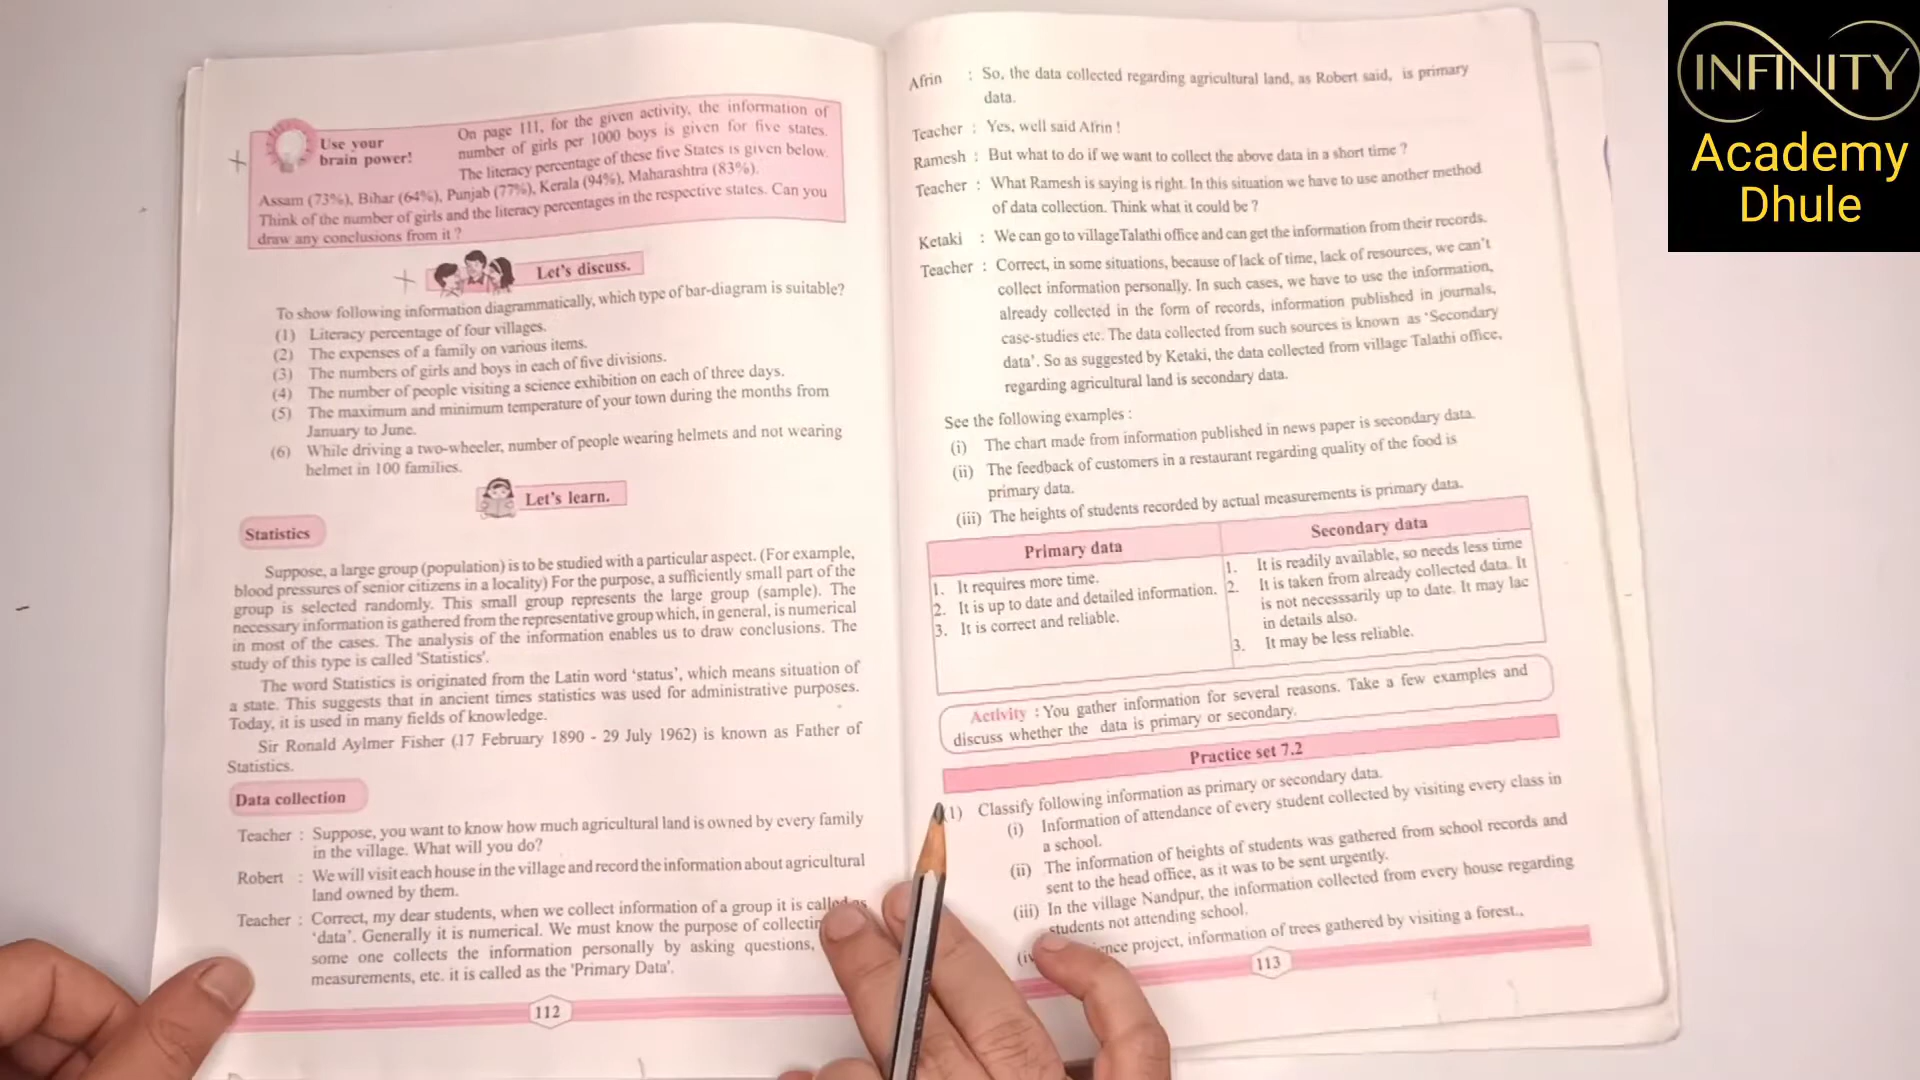 Use your
brain power!
On page 111, for the given activity, the information of
number of girls per 1000 boys is given for five states.
The literacy percentage of these five States is given below.
Assam (73%), Bihar (64%), Punjab (77%), Kerala (94%), Maharashtra (83%).
Think of the number of girls and the literacy percentages in the respective states. Can you
draw any conclusions from it ?
Let's discuss.
To show following information diagrammatically, which type of bar-diagram is suitable?
(1) Literacy percentage of four villages.
(2) The expenses of a family on various items.
(3) The numbers of girls and boys in each of five divisions.
(4) The number of people visiting a science exhibition on each of three days.
(5) The maximum and minimum temperature of your town during the months from
January to June.
(6) While driving a two-wheeler, number of people wearing helmets and not wearing
helmet in 100 families.
Let's learn.
Statistics
Suppose, a large group (population) is to be studied with a particular aspect. (For example,
blood pressures of senior citizens in a locality) For the purpose, a sufficiently small part of the
group is selected randomly. This small group represents the large group (sample). The
necessary information is gathered from the representative group which, in general, is numerical
in most of the cases. The analysis of the information enables us to draw conclusions. The
study of this type is called 'Statistics'.
The word Statistics is originated from the Latin word 'status', which means situation of
a state. This suggests that in ancient times statistics was used for administrative purposes.
Today, it is used in many fields of knowledge.
Sir Ronald Aylmer Fisher (17 February 1890 - 29 July 1962) is known as Father of
Statistics.
Data collection
Teacher : Suppose, you want to know how much agricultural land is owned by every family
in the village. What will you do?
Robert : We will visit each house in the village and record the information about agricultural
land owned by them.
Teacher : Correct, my dear students, when we collect information of a group it is called as
'data'. Generally it is numerical. We must know the purpose of
some one collects the information personally by asking questions,
measurements, etc. it is called as the 'Primary Data'.
112
Afrin : So, the data collected regarding agricultural land, as Robert said, is primary
data.
Teacher : Yes, well said Afrin !
Ramesh : But what to do if we want to collect the above data in a short time ?
Teacher : What Ramesh is saying is right. In this situation we have to use another method
of data collection. Think what it could be ?
Ketaki : We can go to villageTalathi office and can get the information from their records.
Teacher : Correct, in some situations, because of lack of time, lack of resources, we can't
collect information personally. In such cases, we have to use the information,
already collected in the form of records, information published in journals,
case-studies etc. The data collected from such sources is known as 'Secondary
data'. So as suggested by Ketaki, the data collected from village Talathi office,
regarding agricultural land is secondary data.
See the following examples :
(i) The chart made from information published in news paper is secondary data.
(ii) The feedback of customers in a restaurant regarding quality of the food is
primary data.
(iii) The heights of students recorded by actual measurements is primary data.
Primary data
1. It requires more time.
2. It is up to date and detailed information.
3. It is correct and reliable.
Secondary data
1. It is readily available, so needs less time
2. It is taken from already collected data. It
is not necesssarily up to date. It may lac
in details also.
3. It may be less reliable.
Activity : You gather information for several reasons. Take a few examples and
discuss whether the data is primary or secondary.
Practice set 7.2
1) Classify following information as primary or secondary data.
(i) Information of attendance of every student collected by visiting every class in
a school.
(ii) The information of heights of students was gathered from school records and
sent to the head office, as it was to be sent urgently.
(iii) In the village Nandpur, the information collected from every house regarding
students not attending school.
project, information of trees gathered by visiting a forest.,
113
INFINITY
Academy
Dhule